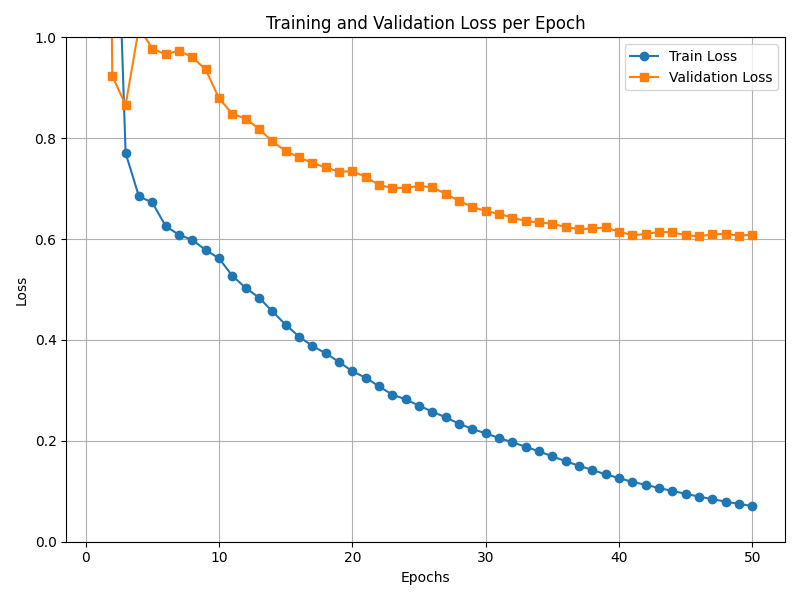 Training and Validation Loss per Epoch
Train Loss
Validation Loss
1.0
0.8
0.6
0.4
0.2
0.0
Loss
0 10 20 30 40 50
Epochs